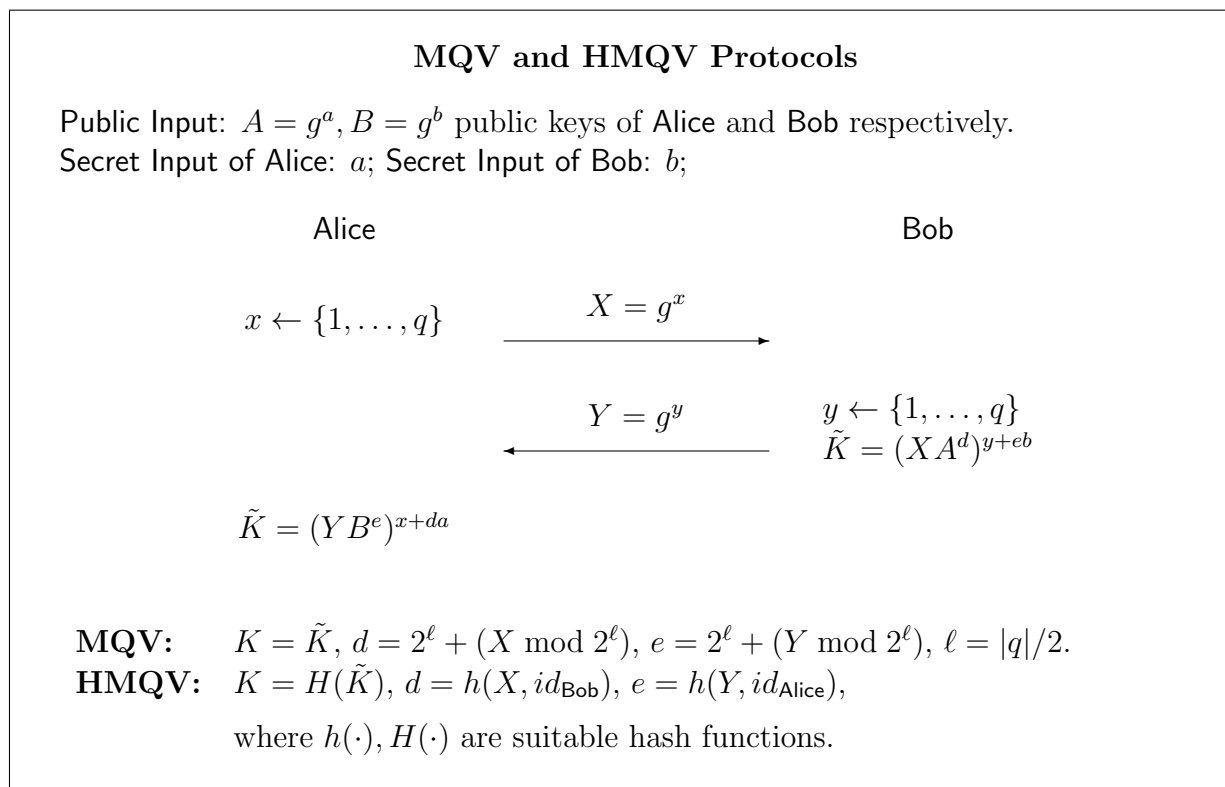 MQV and HMQV Protocols
Public Input: A = g^a, B = g^b public keys of Alice and Bob respectively.
Secret Input of Alice: a; Secret Input of Bob: b;
Alice Bob
x ← {1, . . . , q} X = g^x
Y = g^y y ← {1, . . . , q}
K̃ = (XA^d)^{y+eb}
K̃ = (YB^e)^{x+da}
MQV: K = K̃, d = 2^ℓ + (X mod 2^ℓ), e = 2^ℓ + (Y mod 2^ℓ), ℓ = |q|/2.
HMQV: K = H(K̃), d = h(X, id_Bob), e = h(Y, id_Alice),
where h(·), H(·) are suitable hash functions.